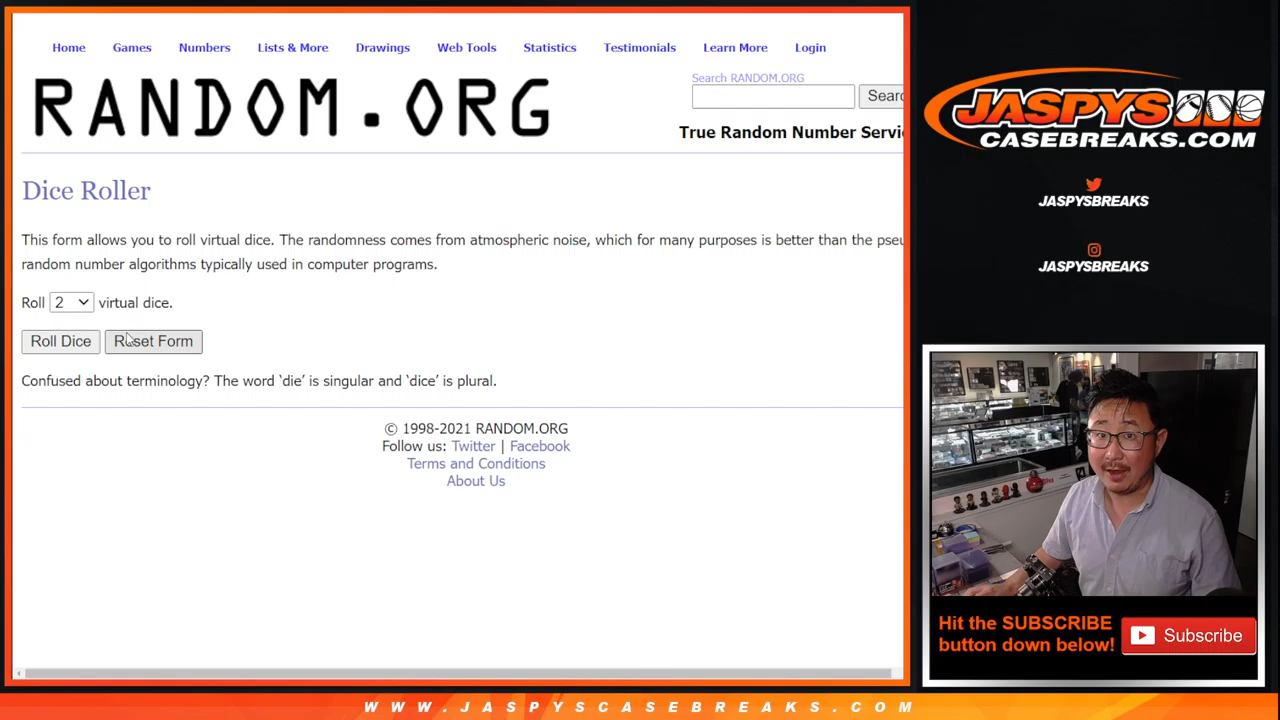 Home Games Numbers Lists & More Drawings Web Tools Statistics Testimonials Learn More Login
RANDOM.ORG
Search RANDOM.ORG
Searc
True Random Number Servi
Dice Roller
This form allows you to roll virtual dice. The randomness comes from atmospheric noise, which for many purposes is better than the pseu
random number algorithms typically used in computer programs.
Roll 2 virtual dice.
Roll Dice Reset Form
Confused about terminology? The word ‘die’ is singular and ‘dice’ is plural.
© 1998-2021 RANDOM.ORG
Follow us: Twitter | Facebook
Terms and Conditions
About Us
JASPYS
CASEBREAKS.COM
JASPYSBREAKS
JASPYSBREAKS
Hit the SUBSCRIBE
button down below!
Subscribe
WWW.JASPYSCASEBREAKS.COM